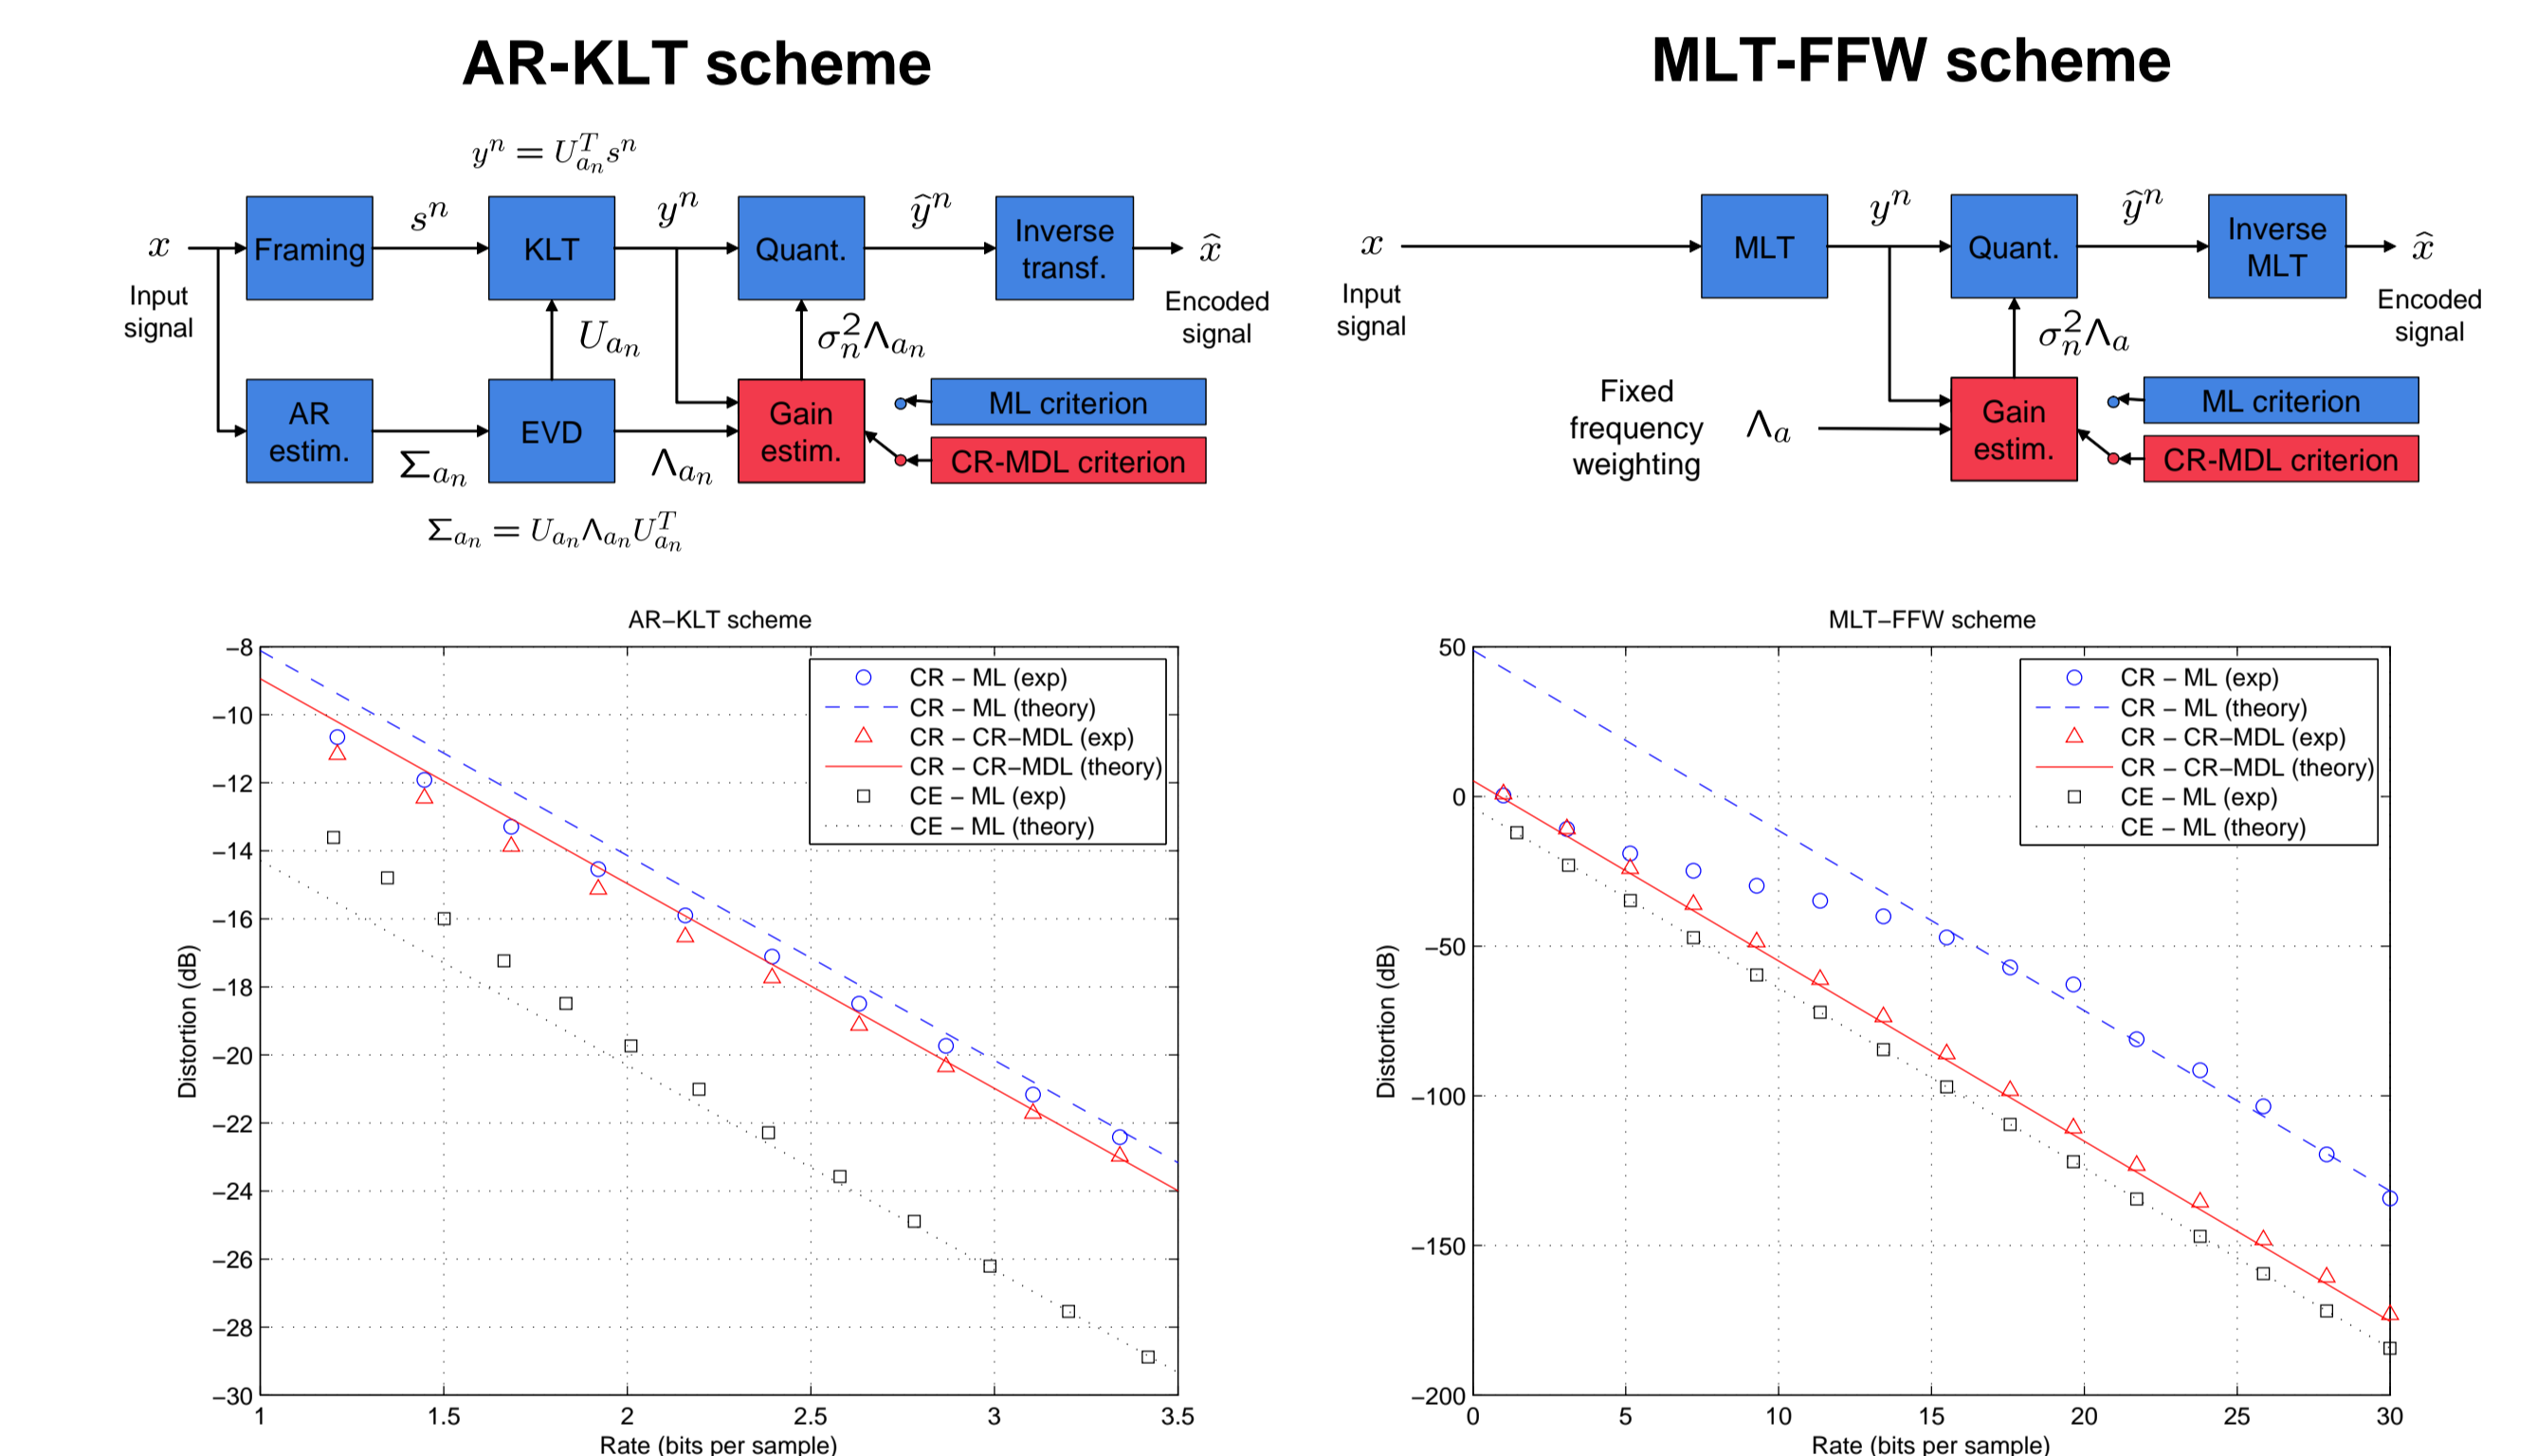 AR-KLT scheme
yⁿ = U_{a_n}^T sⁿ
x
Input
signal
Framing
sⁿ
KLT
yⁿ
Quant.
ŷⁿ
Inverse
transf.
x̂
Encoded
signal
U_{a_n}
σ_n^2 Λ_{a_n}
AR
estim.
Σ_{a_n}
EVD
Λ_{a_n}
Gain
estim.
ML criterion
CR-MDL criterion
Σ_{a_n} = U_{a_n} Λ_{a_n} U_{a_n}^T
MLT-FFW scheme
x
Input
signal
MLT
yⁿ
Quant.
ŷⁿ
Inverse
MLT
x̂
Encoded
signal
σ_n^2 Λ_a
Fixed
frequency
weighting
Λ_a
Gain
estim.
ML criterion
CR-MDL criterion
AR−KLT scheme
CR − ML (exp)
CR − ML (theory)
CR − CR−MDL (exp)
CR − CR−MDL (theory)
CE − ML (exp)
CE − ML (theory)
Distortion (dB)
−8
−10
−12
−14
−16
−18
−20
−22
−24
−26
−28
−30
1 1.5 2 2.5 3 3.5
Rate (bits per sample)
MLT−FFW scheme
CR − ML (exp)
CR − ML (theory)
CR − CR−MDL (exp)
CR − CR−MDL (theory)
CE − ML (exp)
CE − ML (theory)
Distortion (dB)
50
0
−50
−100
−150
−200
0 5 10 15 20 25 30
Rate (bits per sample)